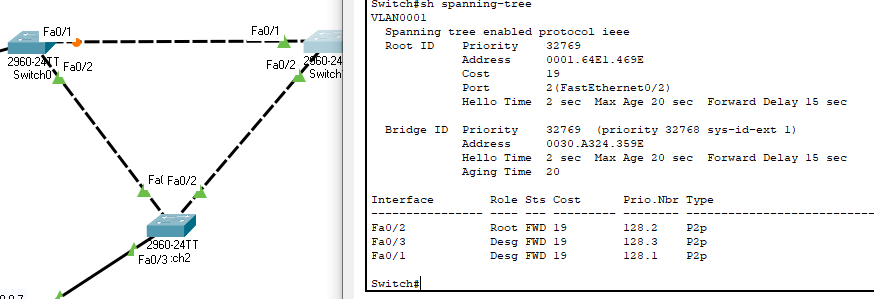 Fa0/1
Fa0/1
2960-24TT
Switch0
Fa0/2
Fa0/2
2960-24
Switch
Fa(
Fa0/2
2960-24TT
Fa0/3
:ch2
Switch#sh spanning-tree
VLAN0001
Spanning tree enabled protocol ieee
Root ID Priority 32769
Address 0001.64E1.469E
Cost 19
Port 2(FastEthernet0/2)
Hello Time 2 sec Max Age 20 sec Forward Delay 15 sec
Bridge ID Priority 32769 (priority 32768 sys-id-ext 1)
Address 0030.A324.359E
Hello Time 2 sec Max Age 20 sec Forward Delay 15 sec
Aging Time 20
Interface Role Sts Cost Prio.Nbr Type
---------------- ---- --- --------- -------- --------------------------------
Fa0/2 Root FWD 19 128.2 P2p
Fa0/3 Desg FWD 19 128.3 P2p
Fa0/1 Desg FWD 19 128.1 P2p
Switch#